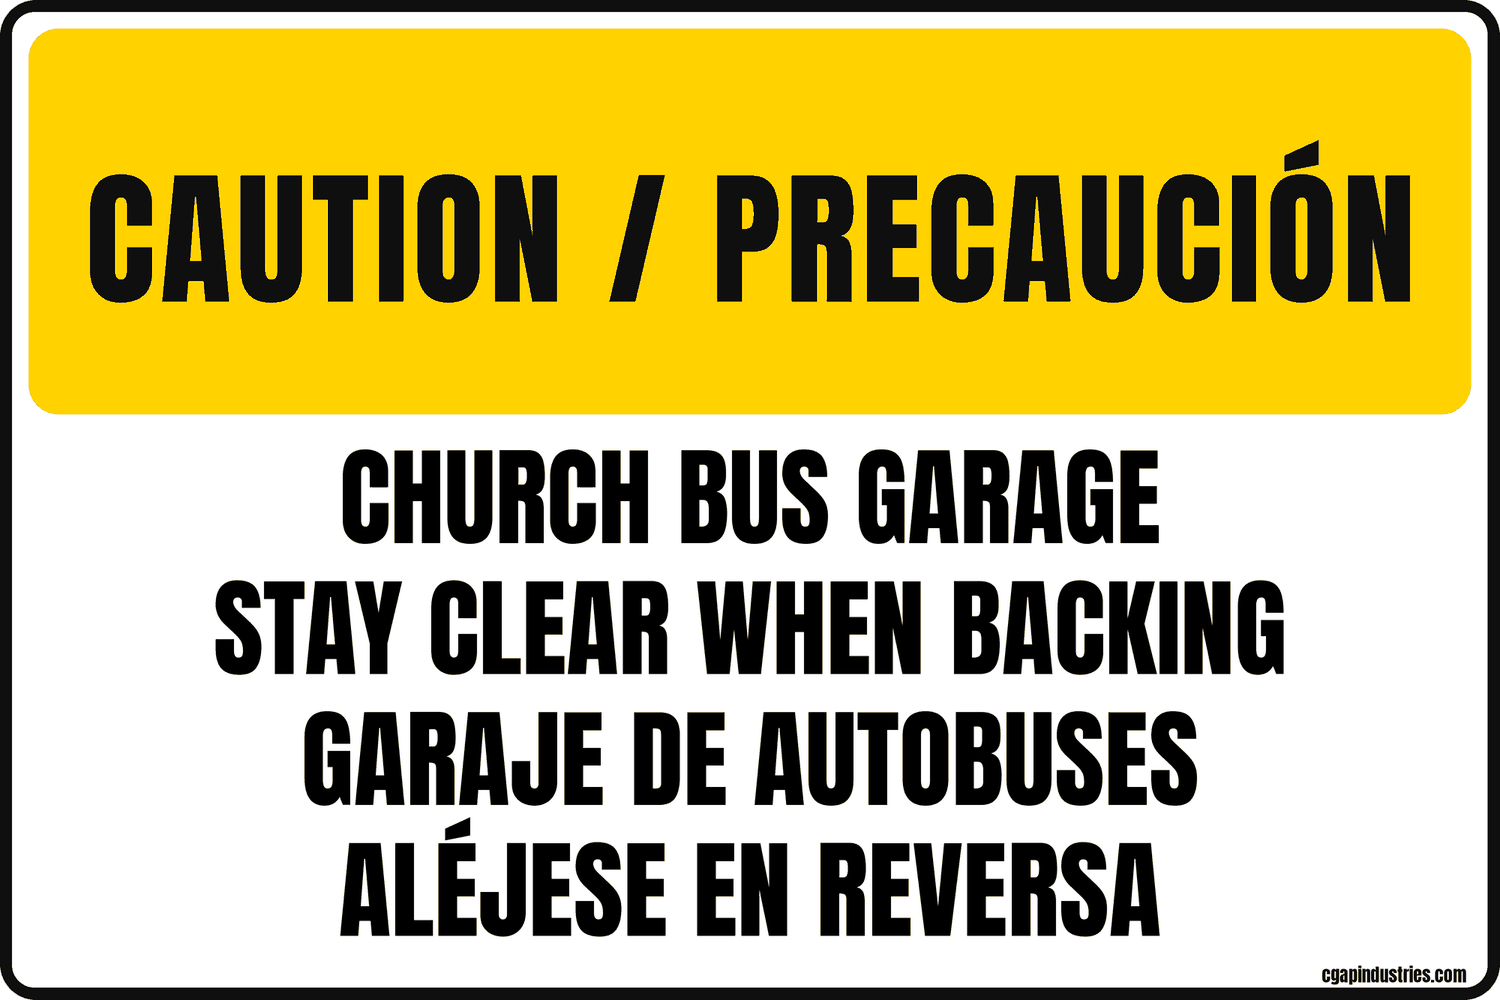 CAUTION / PRECAUCIÓN
CHURCH BUS GARAGE
STAY CLEAR WHEN BACKING
GARAJE DE AUTOBUSES
ALÉJESE EN REVERSA
cgapindustries.com